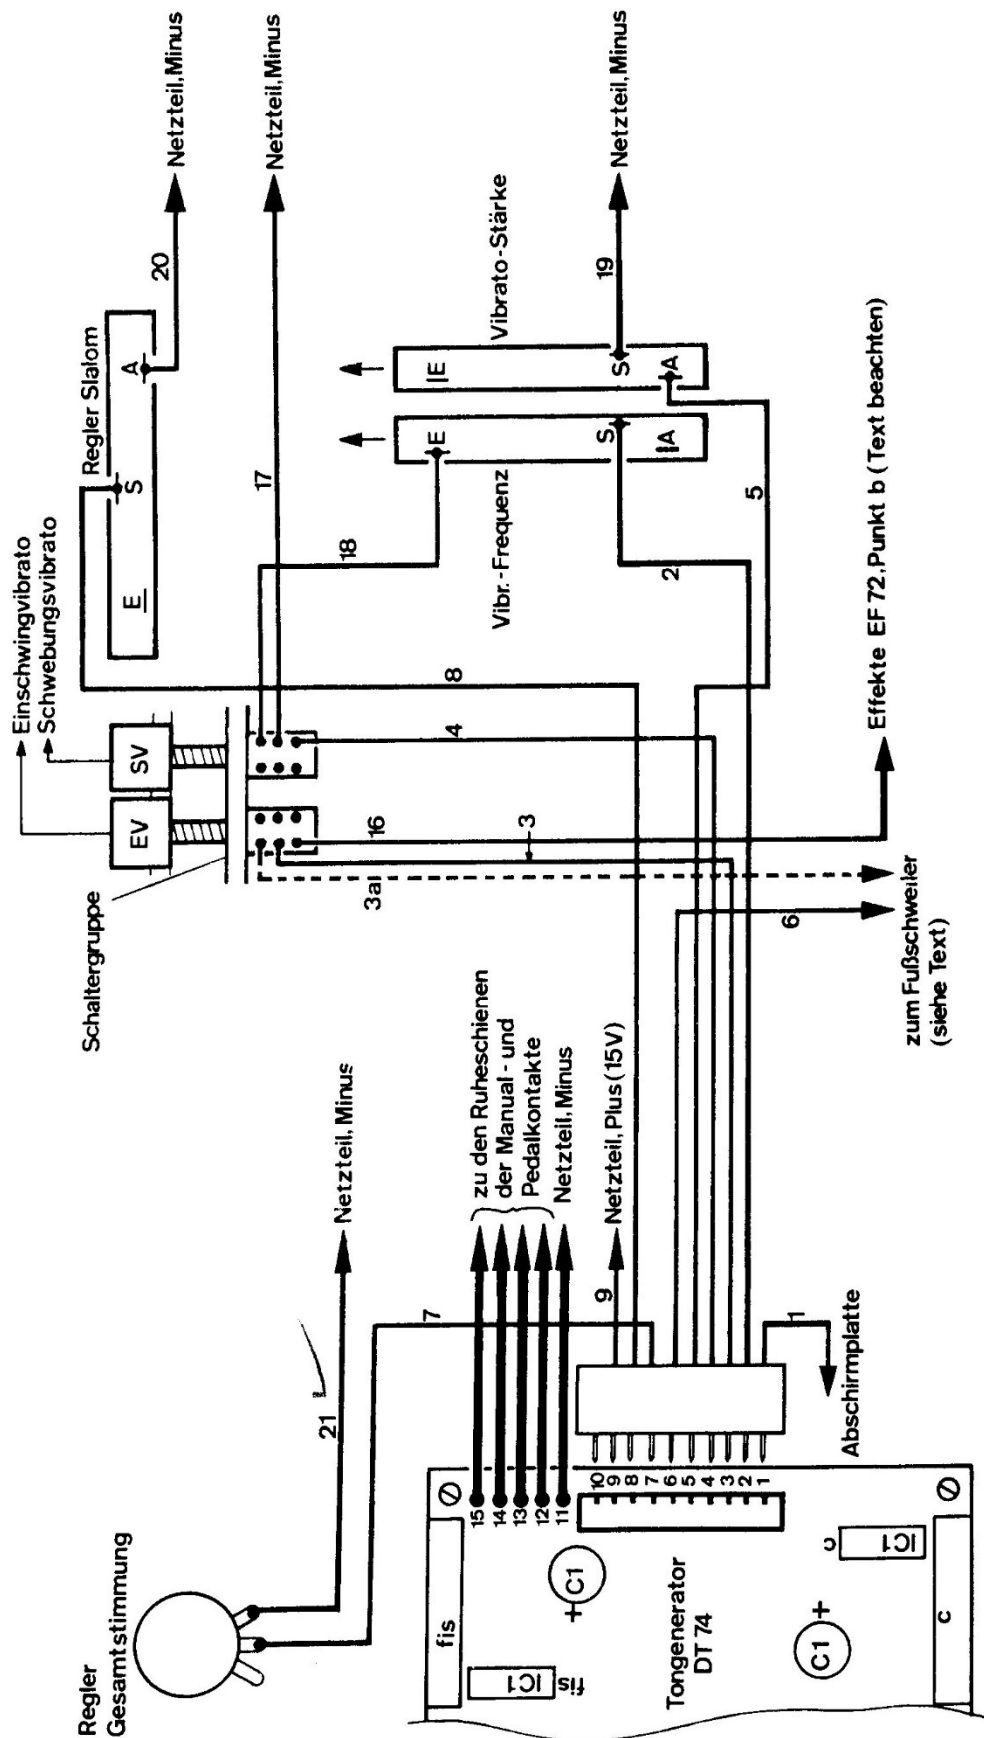 Regler
Gesamtstimmung
21
Netzteil, Minus
7
Schaltergruppe
EV
SV
Einschwingvibrato
Schwebungsvibrato
Regler Slalom
E
S
A
20
Netzteil, Minus
17
Netzteil, Minus
18
8
4
16
3
3a
6
zum Fußschweller
(siehe Text)
Vibr.-Frequenz
E
S
A
Vibrato-Stärke
E
S
A
19
Netzteil, Minus
2
5
Effekte EF 72, Punkt b (Text beachten)
zu den Ruheschienen
der Manual- und
Pedalkontakte
Netzteil, Minus
15
14
13
12
11
9
Netzteil, Plus (15V)
10
9
8
7
6
5
4
3
2
1
1
Abschirmplatte
fis
IC1
fis
C1
+
Tongenerator
DT 74
C1
+
c
IC1
c